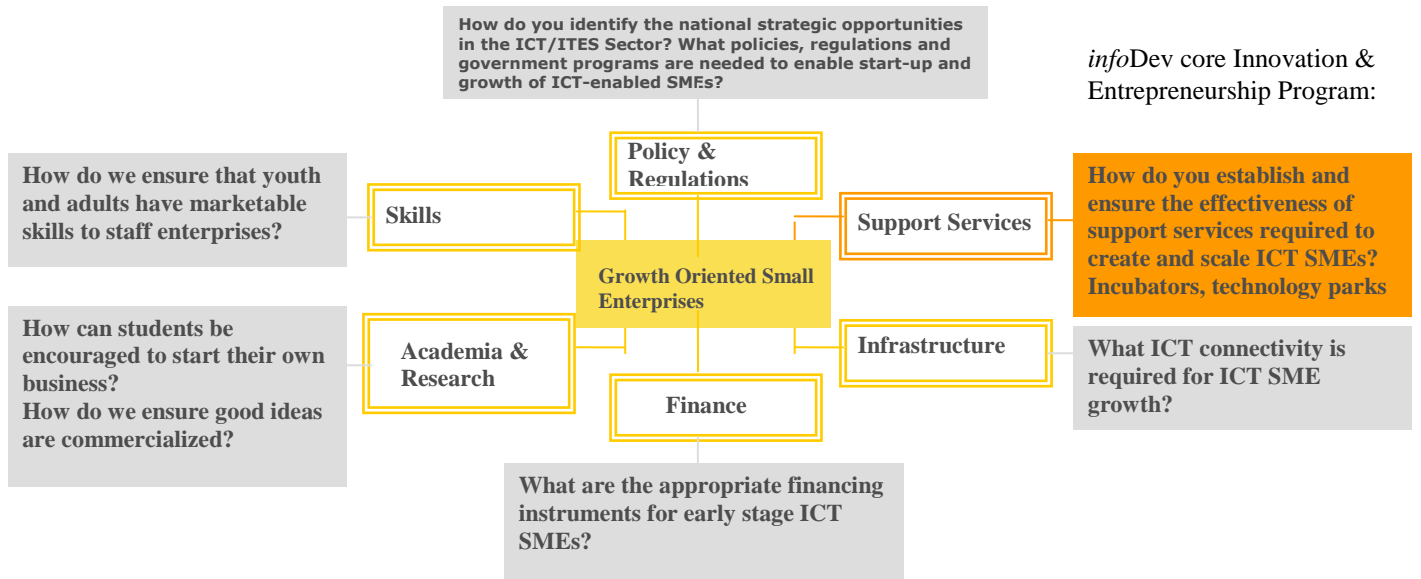 How do you identify the national strategic opportunities
in the ICT/ITES Sector? What policies, regulations and
government programs are needed to enable start-up and
growth of ICT-enabled SMEs?
infoDev core Innovation &
Entrepreneurship Program:
Policy &
Regulations
How do we ensure that youth
and adults have marketable
skills to staff enterprises?
Skills
Support Services
How do you establish and
ensure the effectiveness of
support services required to
create and scale ICT SMEs?
Incubators, technology parks
Growth Oriented Small
Enterprises
How can students be
encouraged to start their own
business?
How do we ensure good ideas
are commercialized?
Academia &
Research
Infrastructure
What ICT connectivity is
required for ICT SME
growth?
Finance
What are the appropriate financing
instruments for early stage ICT
SMEs?